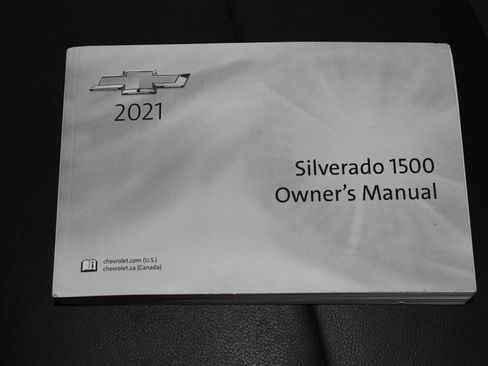 2021
Silverado 1500
Owner's Manual
chevrolet.com (U.S.)
chevrolet.ca (Canada)